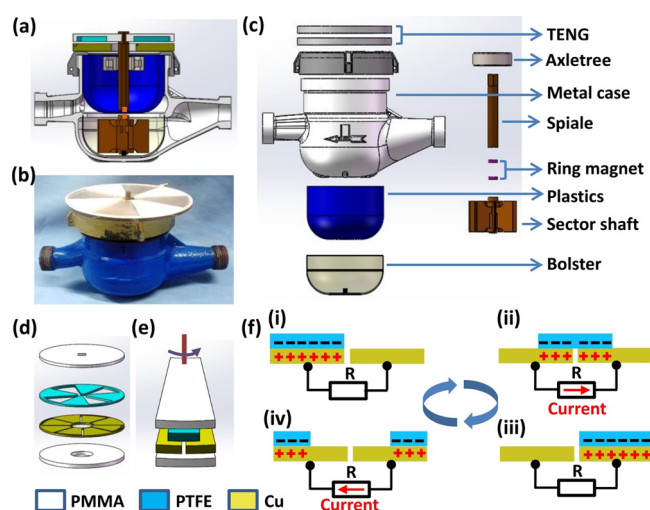 (a)
(c)
TENG
Axletree
Metal case
Spiale
Ring magnet
Plastics
Sector shaft
Bolster
(b)
(d)
(e)
(f)
(i)
- - - - - -
+ + + + + +
R
(ii)
- - - -
+ + + +
R
Current
(iv)
- - - - - -
+ + + + + +
R
Current
(iii)
- - - - - -
+ + + + + +
R
PMMA
PTFE
Cu